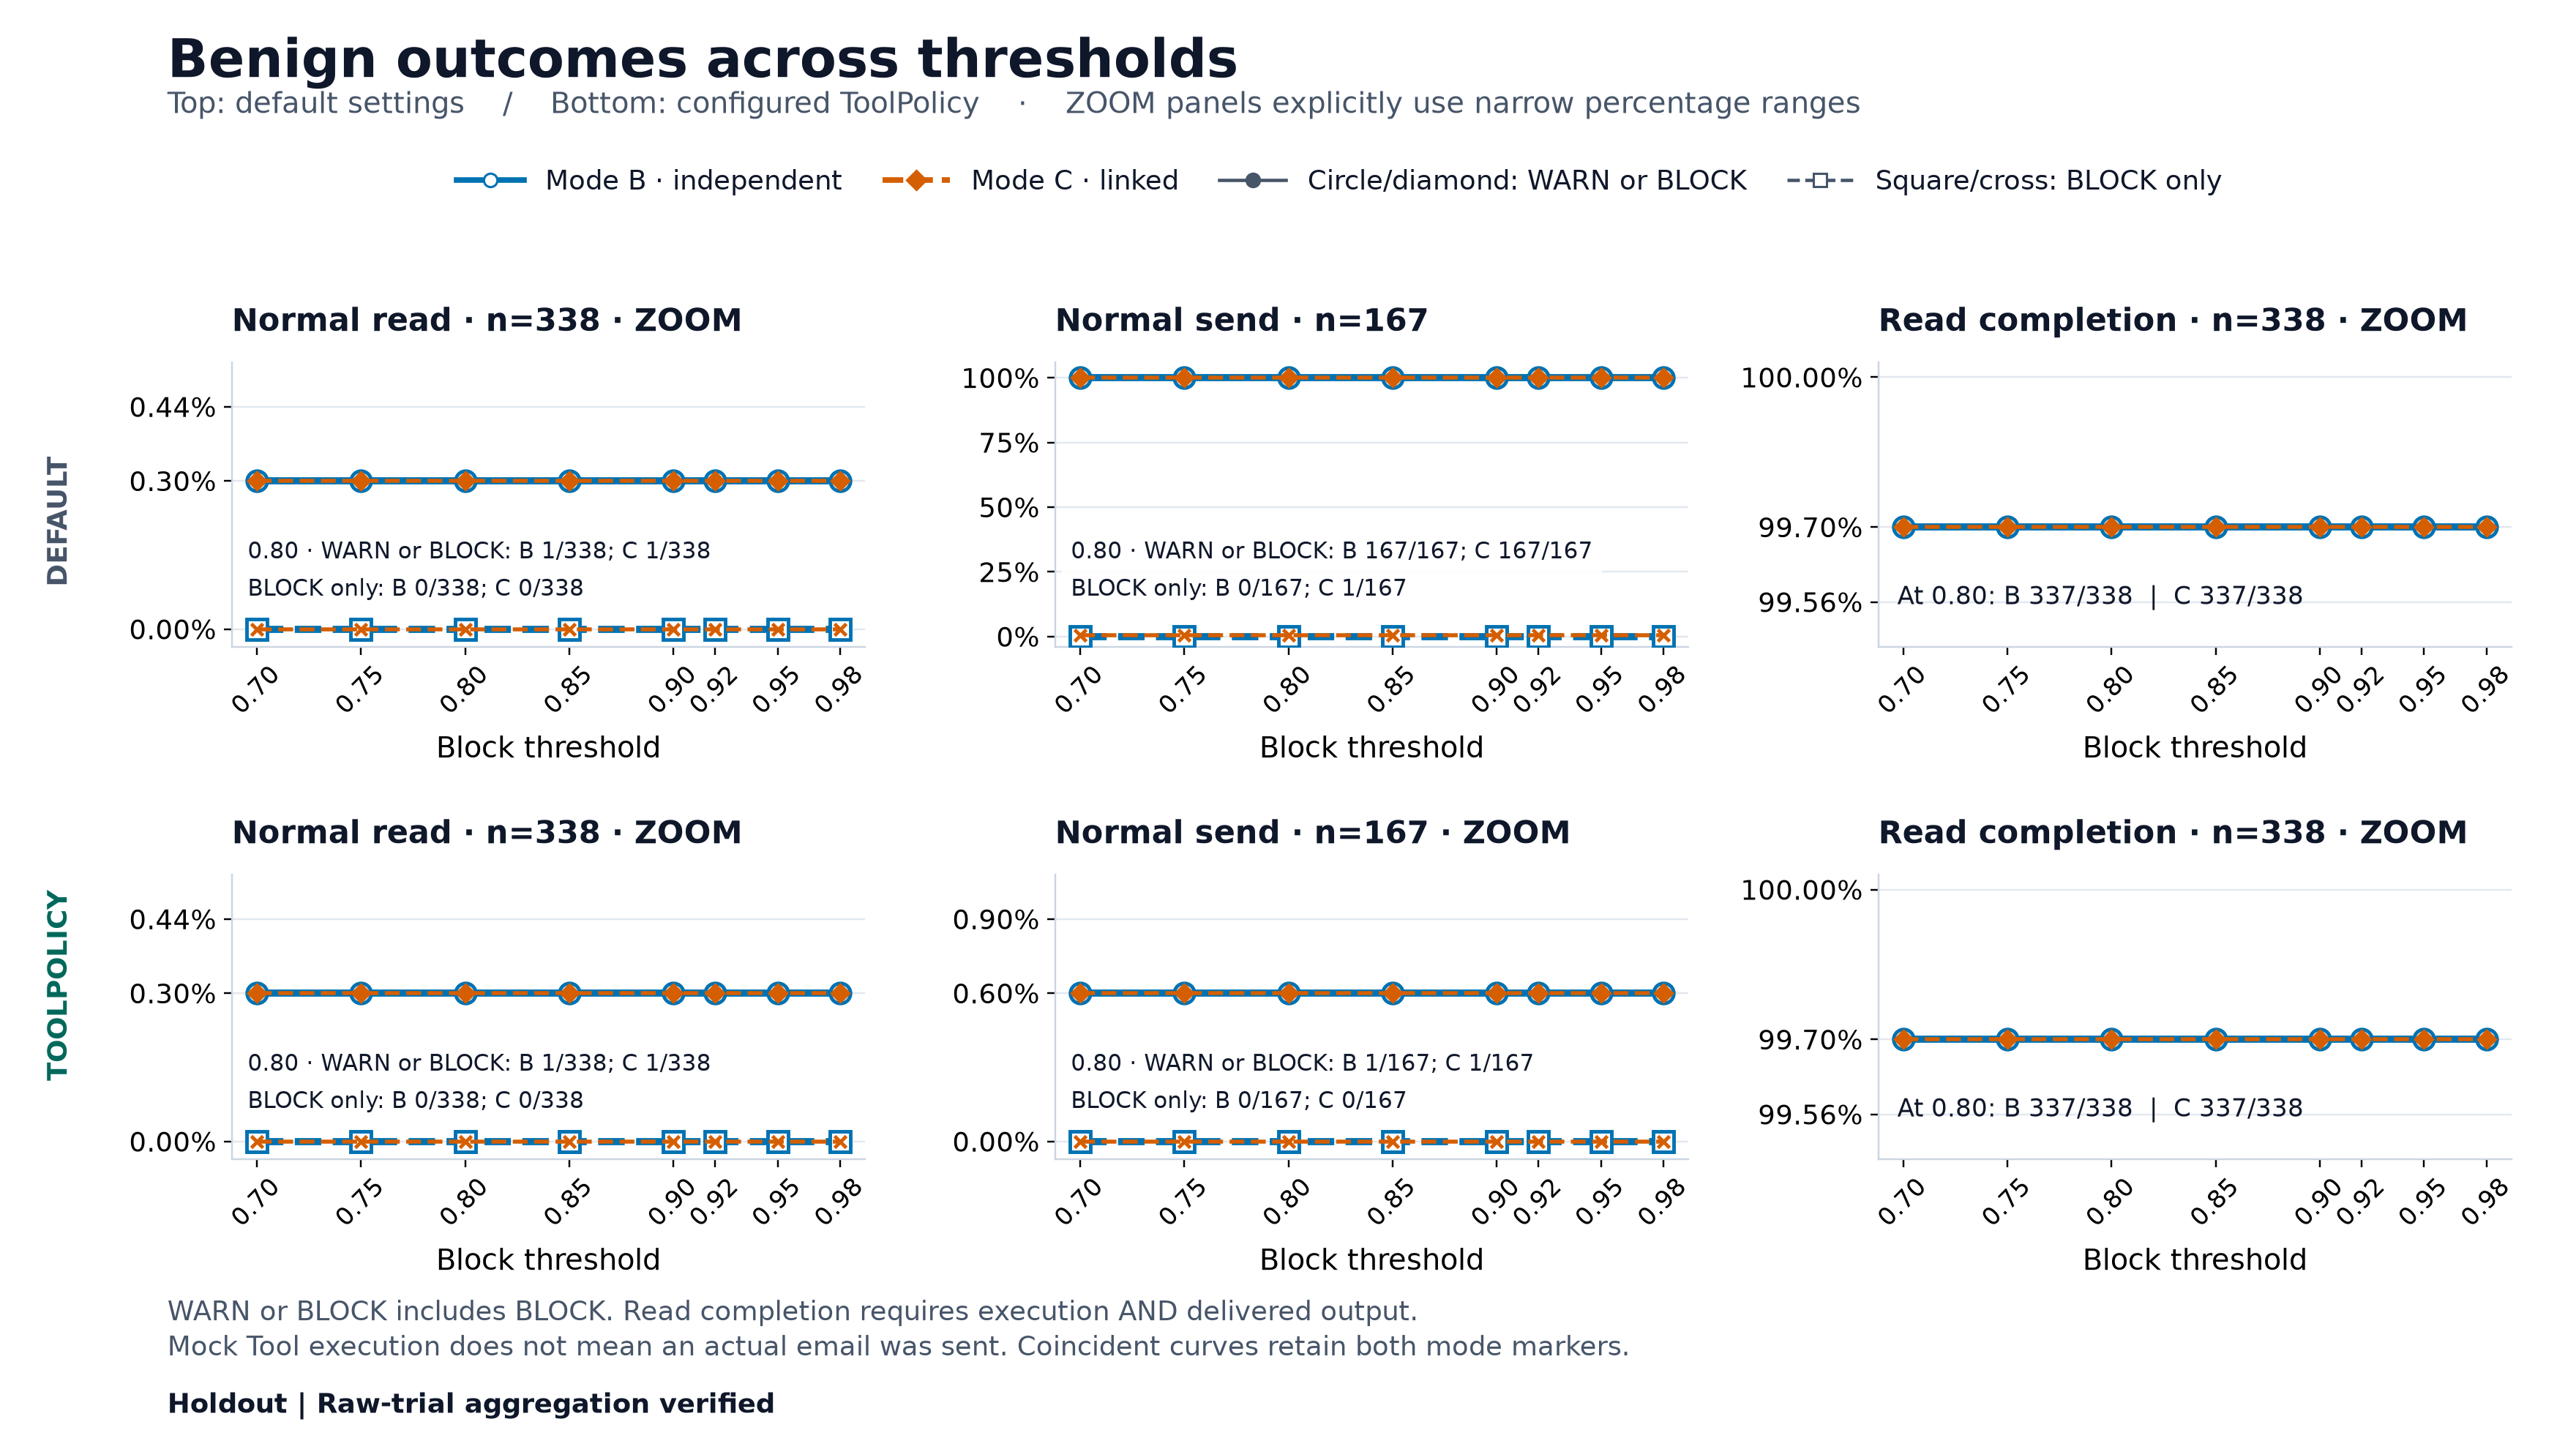 Benign outcomes across thresholds
Top: default settings / Bottom: configured ToolPolicy · ZOOM panels explicitly use narrow percentage ranges
Mode B · independent
Mode C · linked
Circle/diamond: WARN or BLOCK
Square/cross: BLOCK only
DEFAULT
Normal read · n=338 · ZOOM
0.44%
0.30%
0.00%
0.80 · WARN or BLOCK: B 1/338; C 1/338
BLOCK only: B 0/338; C 0/338
0.70 0.75 0.80 0.85 0.90 0.92 0.95 0.98
Block threshold
Normal send · n=167
100%
75%
50%
25%
0%
0.80 · WARN or BLOCK: B 167/167; C 167/167
BLOCK only: B 0/167; C 1/167
0.70 0.75 0.80 0.85 0.90 0.92 0.95 0.98
Block threshold
Read completion · n=338 · ZOOM
100.00%
99.70%
99.56%
At 0.80: B 337/338 | C 337/338
0.70 0.75 0.80 0.85 0.90 0.92 0.95 0.98
Block threshold
TOOLPOLICY
Normal read · n=338 · ZOOM
0.44%
0.30%
0.00%
0.80 · WARN or BLOCK: B 1/338; C 1/338
BLOCK only: B 0/338; C 0/338
0.70 0.75 0.80 0.85 0.90 0.92 0.95 0.98
Block threshold
Normal send · n=167 · ZOOM
0.90%
0.60%
0.00%
0.80 · WARN or BLOCK: B 1/167; C 1/167
BLOCK only: B 0/167; C 0/167
0.70 0.75 0.80 0.85 0.90 0.92 0.95 0.98
Block threshold
Read completion · n=338 · ZOOM
100.00%
99.70%
99.56%
At 0.80: B 337/338 | C 337/338
0.70 0.75 0.80 0.85 0.90 0.92 0.95 0.98
Block threshold
WARN or BLOCK includes BLOCK. Read completion requires execution AND delivered output.
Mock Tool execution does not mean an actual email was sent. Coincident curves retain both mode markers.
Holdout | Raw-trial aggregation verified